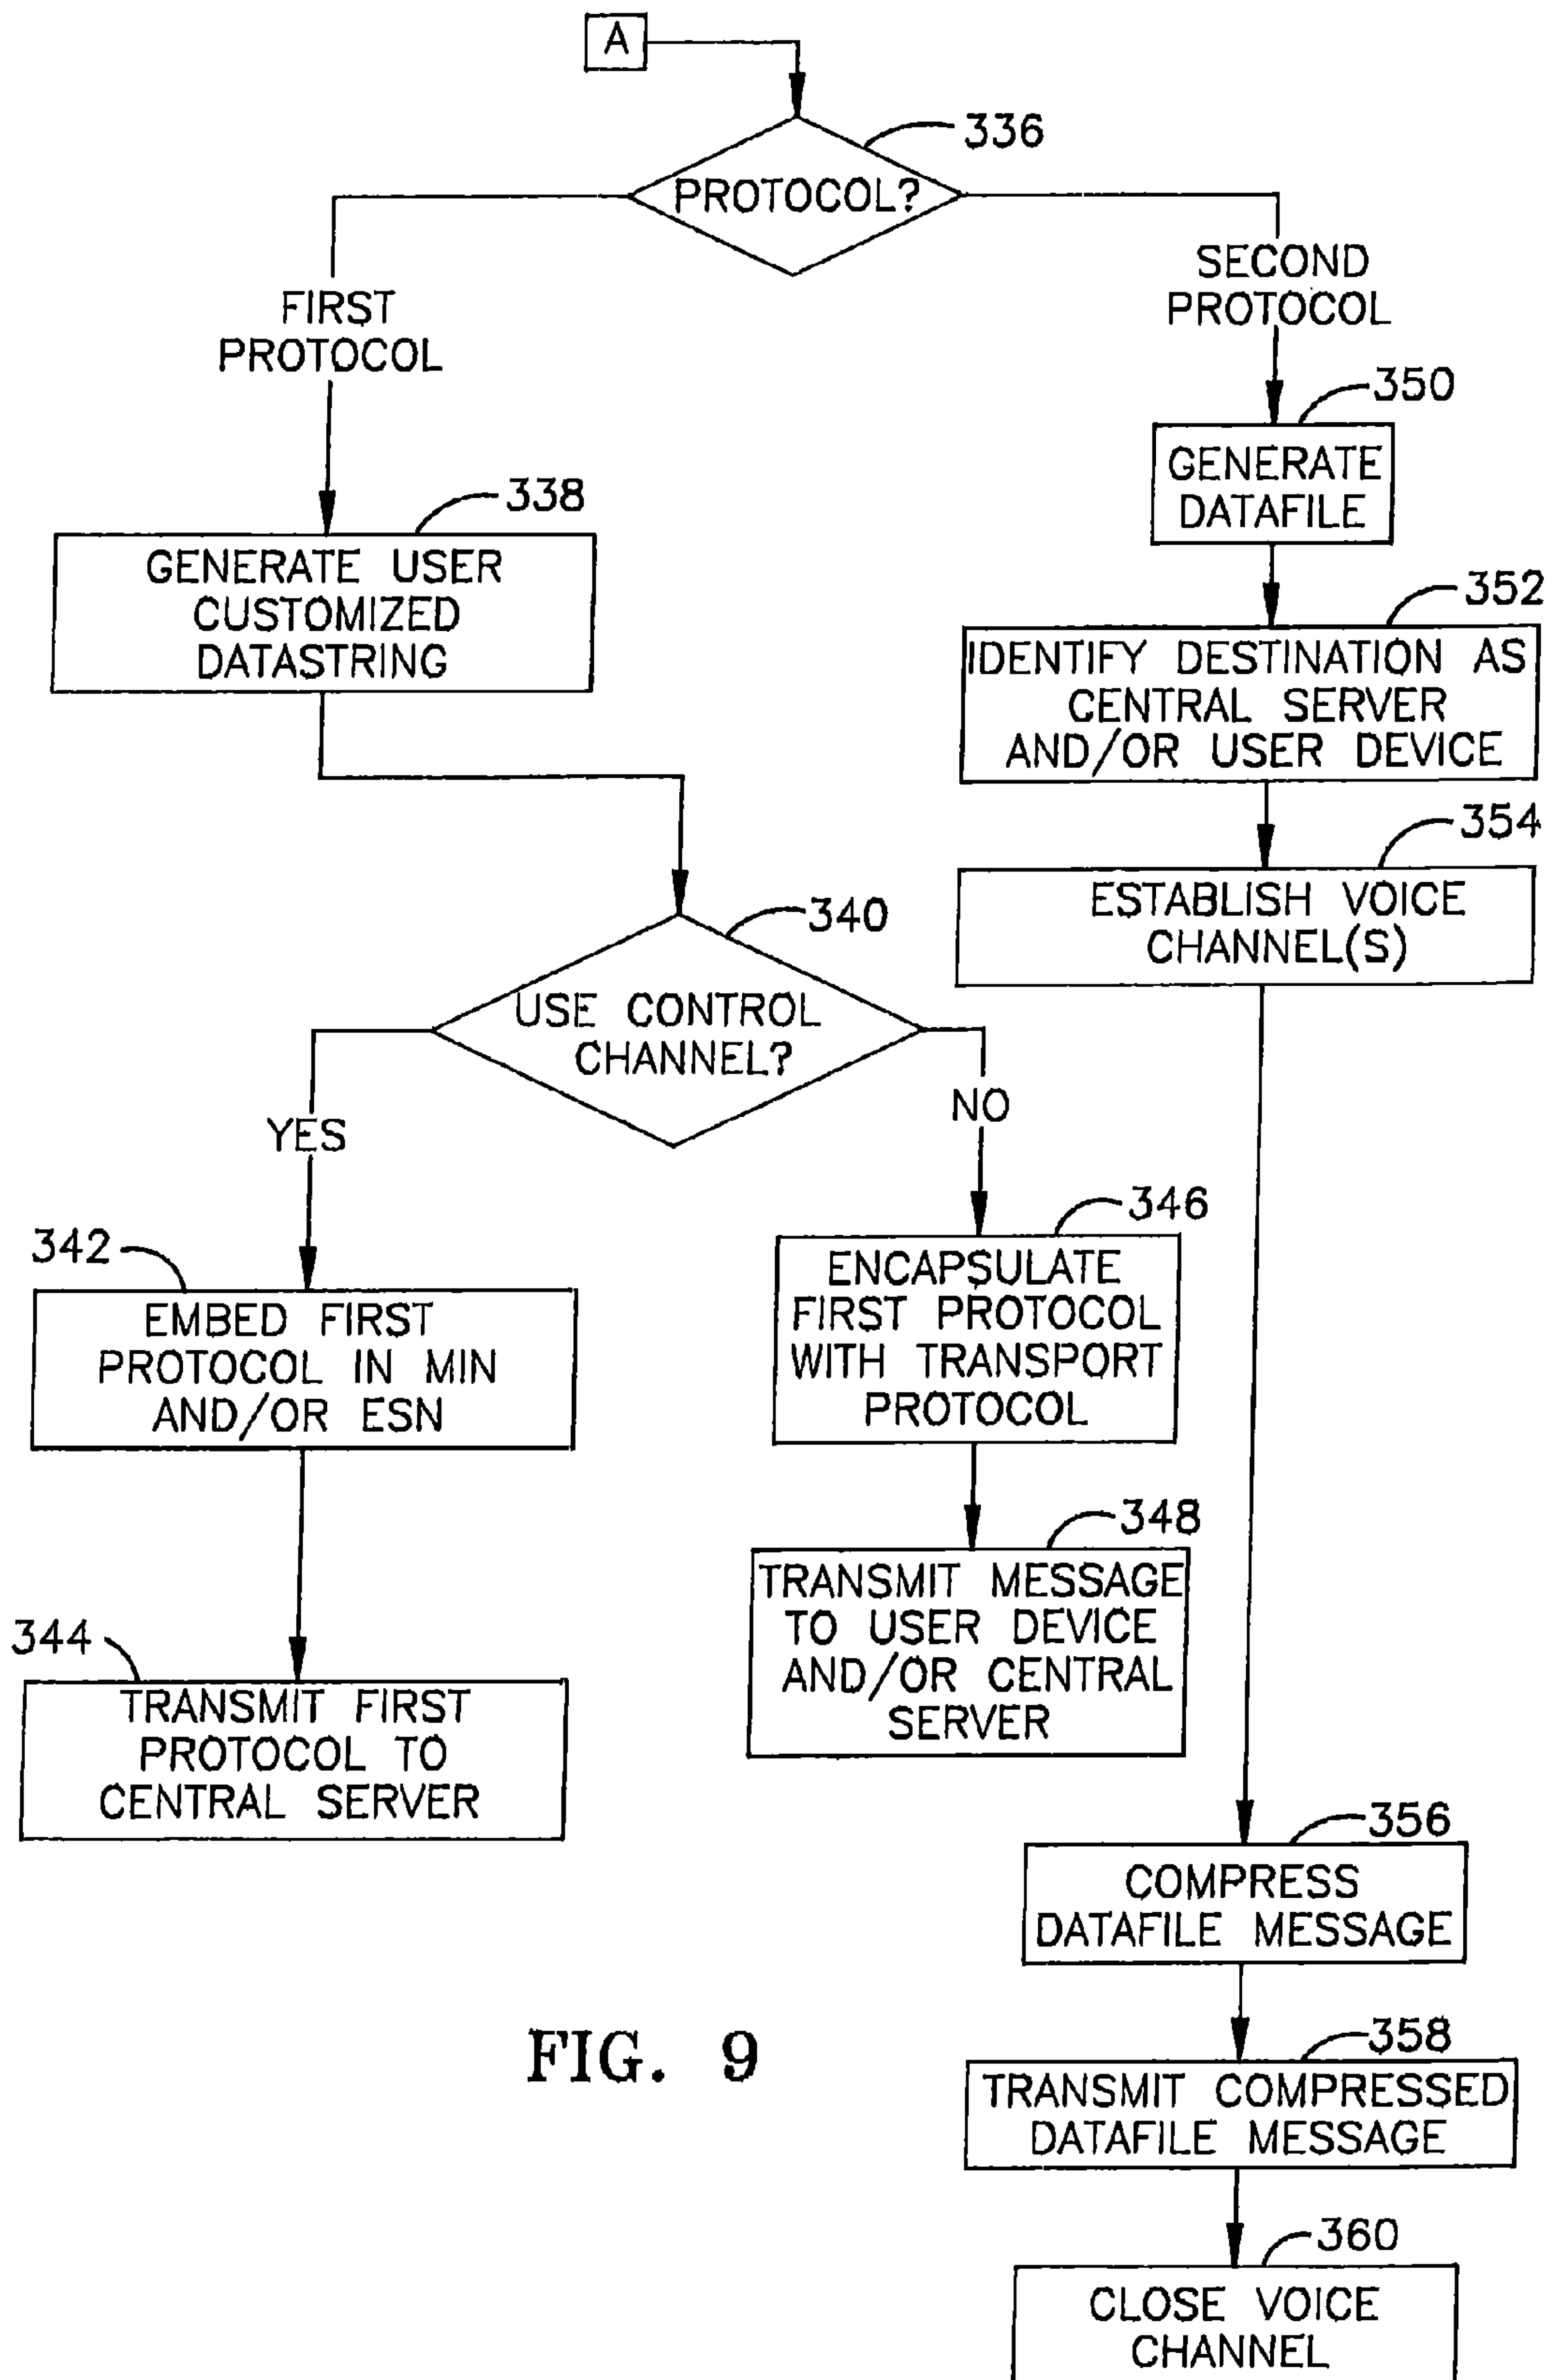 A
336
PROTOCOL?
FIRST
PROTOCOL
SECOND
PROTOCOL
338
GENERATE USER
CUSTOMIZED
DATASTRING
340
USE CONTROL
CHANNEL?
YES
NO
342
EMBED FIRST
PROTOCOL IN MIN
AND/OR ESN
344
TRANSMIT FIRST
PROTOCOL TO
CENTRAL SERVER
346
ENCAPSULATE
FIRST PROTOCOL
WITH TRANSPORT
PROTOCOL
348
TRANSMIT MESSAGE
TO USER DEVICE
AND/OR CENTRAL
SERVER
350
GENERATE
DATAFILE
352
IDENTIFY DESTINATION AS
CENTRAL SERVER
AND/OR USER DEVICE
354
ESTABLISH VOICE
CHANNEL(S)
356
COMPRESS
DATAFILE MESSAGE
358
TRANSMIT COMPRESSED
DATAFILE MESSAGE
360
CLOSE VOICE
CHANNEL
FIG. 9